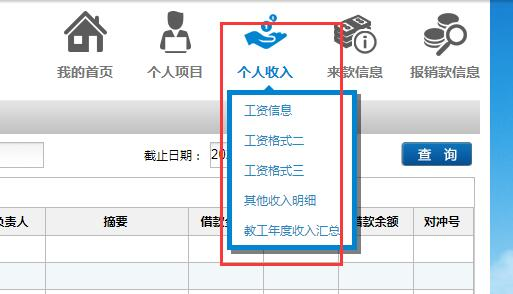 我的首页 个人项目 个人收入 来款信息 报销款信息
工资信息
工资格式二
截止日期： 查 询
工资格式三
其他收入明细
负责人 摘要 借款 借款余额 对冲号
教工年度收入汇总